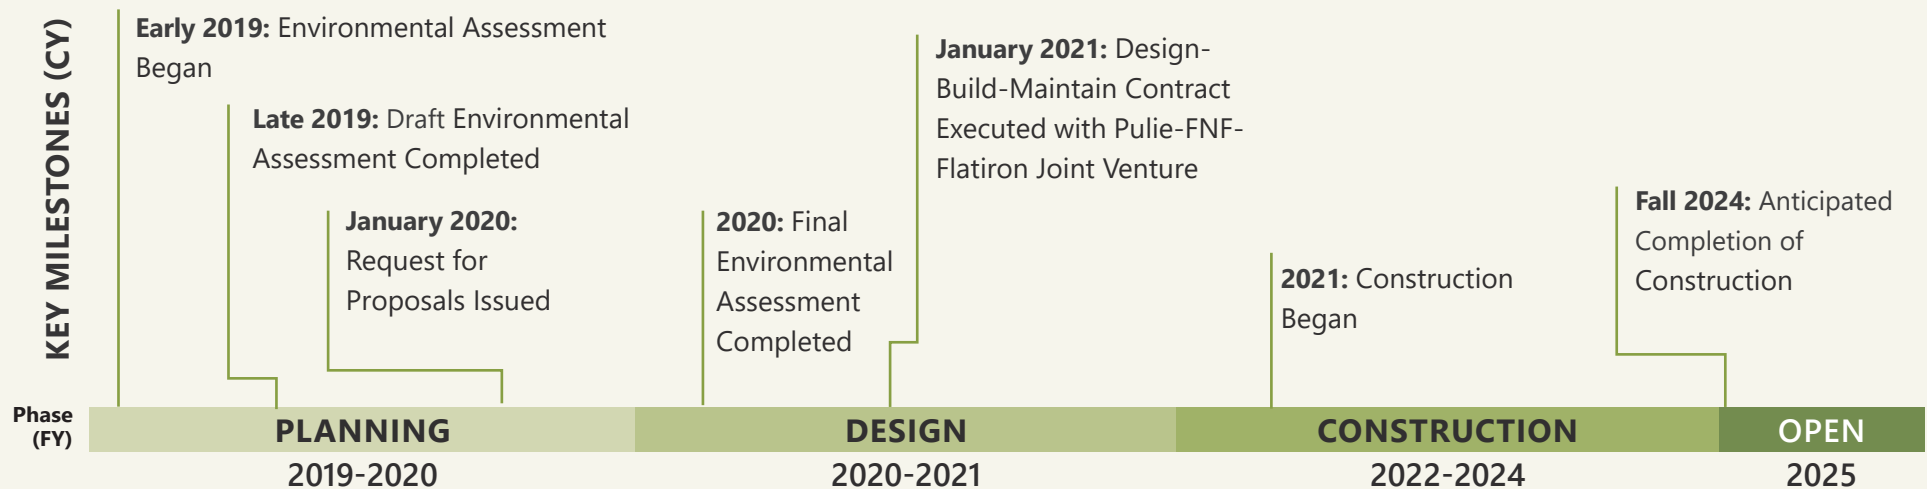 KEY MILESTONES (CY)
Early 2019: Environmental Assessment
Began
Late 2019: Draft Environmental
Assessment Completed
January 2020:
Request for
Proposals Issued
2020: Final
Environmental
Assessment
Completed
January 2021: Design-
Build-Maintain Contract
Executed with Pulie-FNF-
Flatiron Joint Venture
2021: Construction
Began
Fall 2024: Anticipated
Completion of
Construction
Phase
(FY)
PLANNING
DESIGN
CONSTRUCTION
OPEN
2019-2020
2020-2021
2022-2024
2025